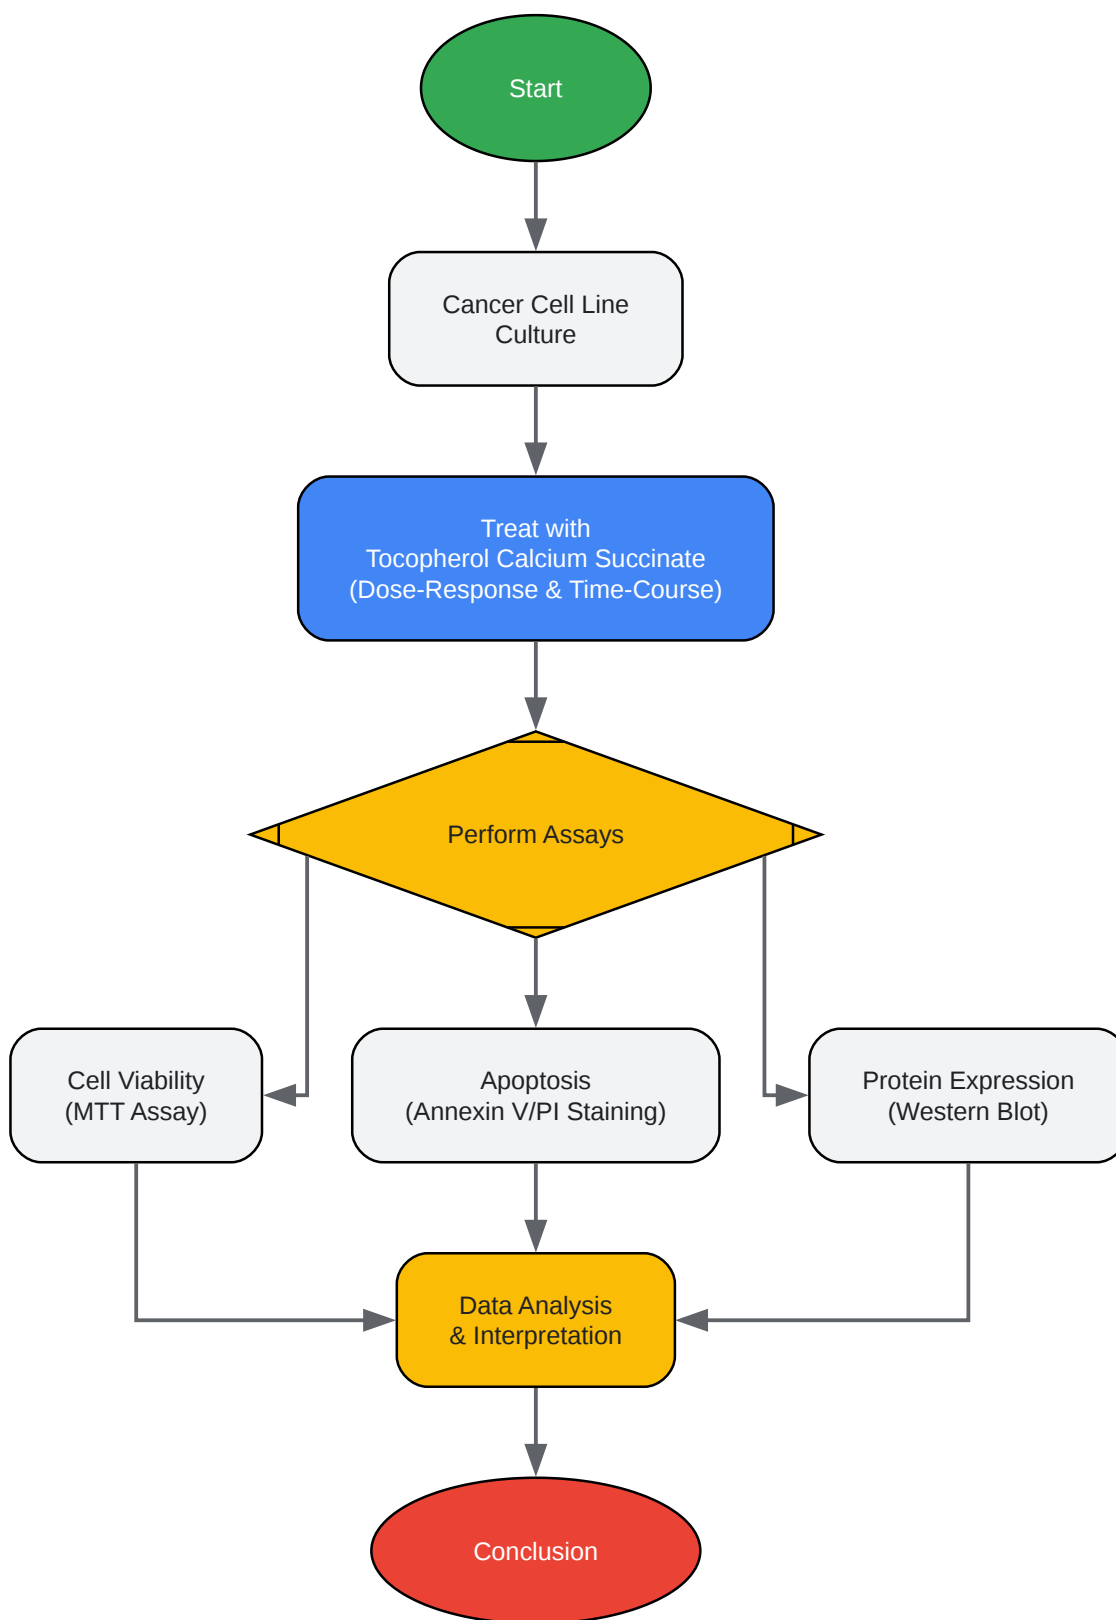 Start
Cancer Cell Line
Culture
Treat with
Tocopherol Calcium Succinate
(Dose-Response & Time-Course)
Perform Assays
Cell Viability
(MTT Assay)
Apoptosis
(Annexin V/PI Staining)
Protein Expression
(Western Blot)
Data Analysis
& Interpretation
Conclusion